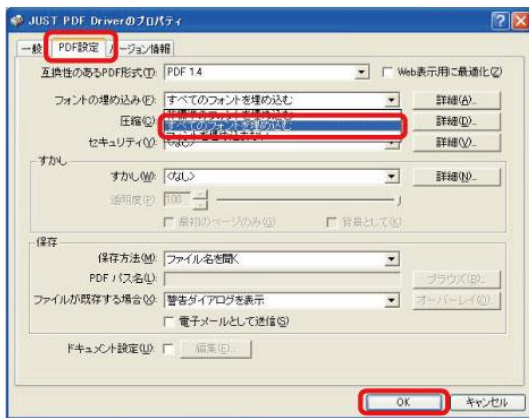 JUST PDF Driverのプロパティ
一般 PDF設定 バージョン情報
互換性のあるPDF形式(T): PDF 1.4 Web表示用に最適化(Z)
フォントの埋め込み(F): すべてのフォントを埋め込む 詳細(A)...
圧縮(C): すべてのフォントを埋め込む 詳細(D)...
セキュリティ(Y): <なし> 詳細(V)...
すかし
すかし(W): <なし> 詳細(N)...
透明度(P): 100
最初のページのみ(G) 背景として(K)
保存
保存方法(M): ファイル名を聞く
PDF パス名(L): ブラウズ(B)...
ファイルが既存する場合(X): 警告ダイアログを表示 オーバーレイ(O)...
電子メールとして送信(S)
ドキュメント設定(U): 編集(E)...
OK キャンセル